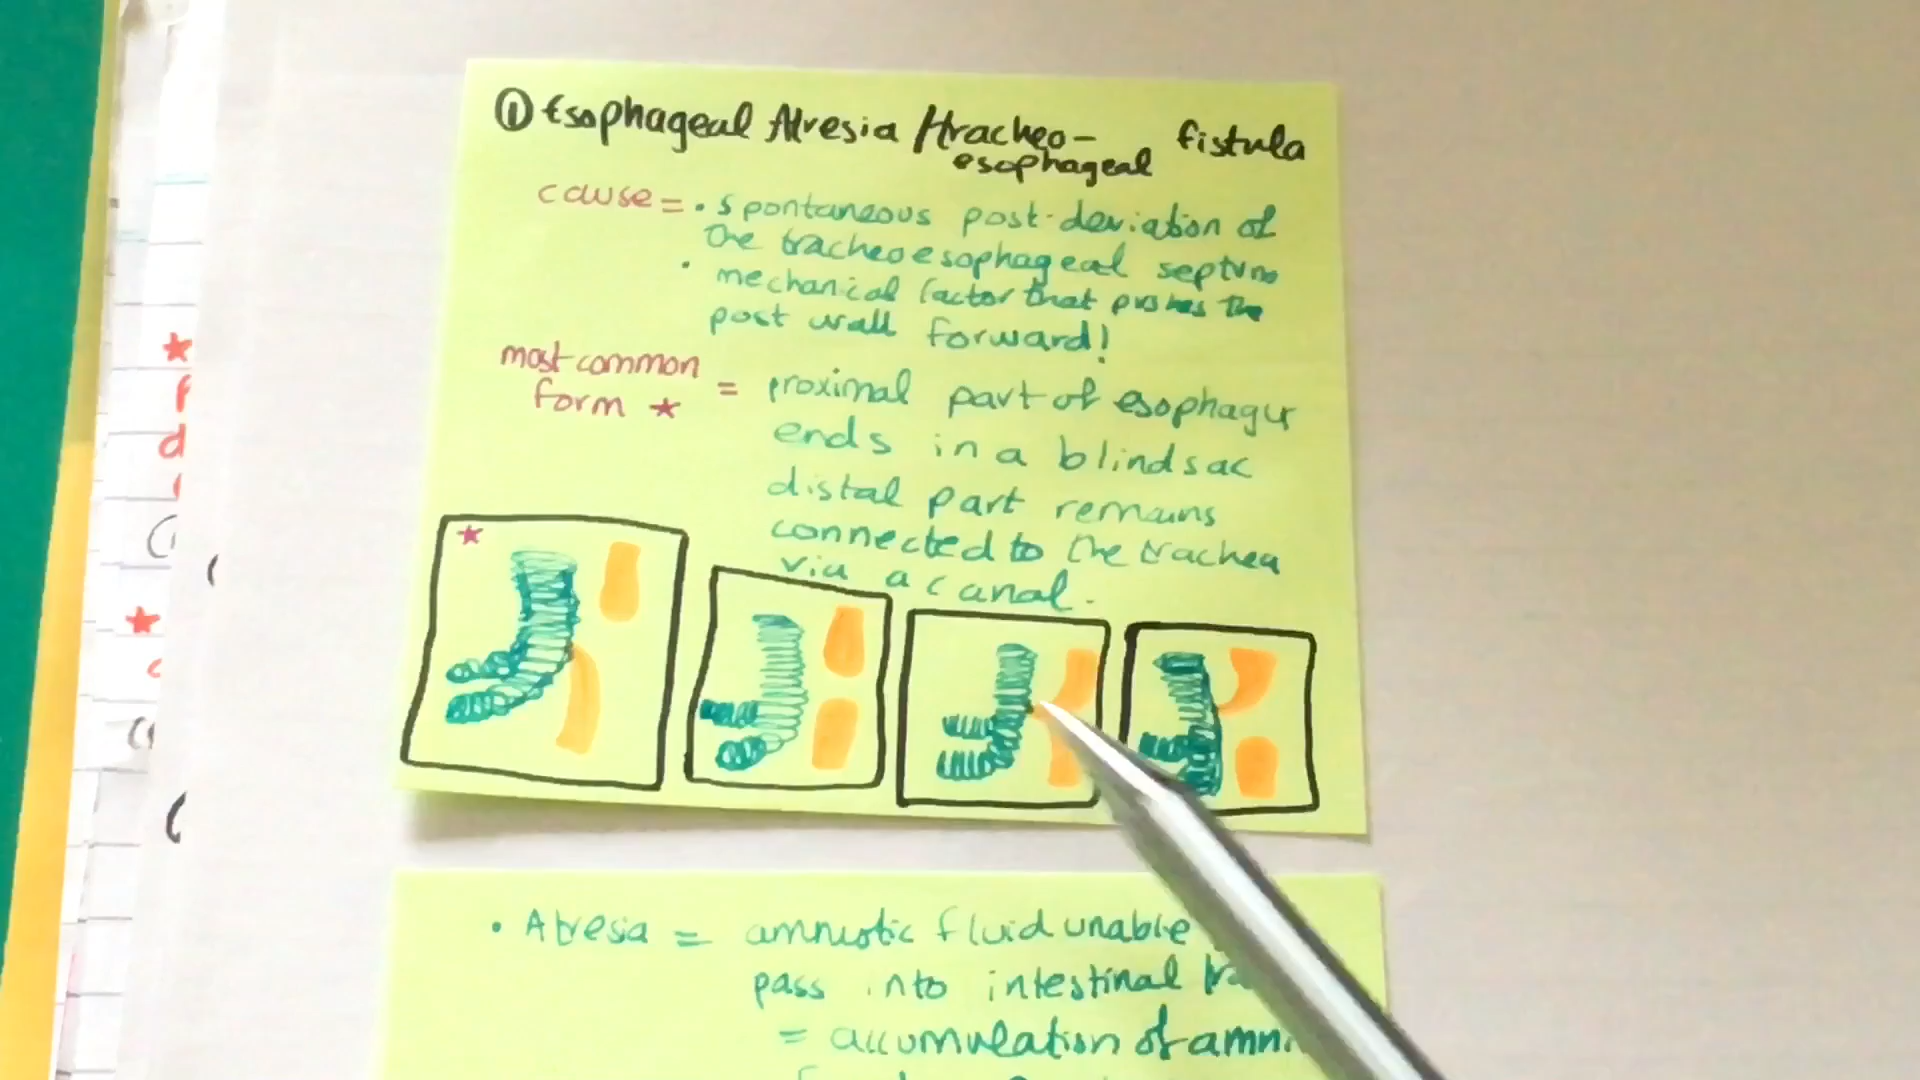 ① Esophageal Atresia / tracheo-
esophageal fistula
cause = • spontaneous post-deviation of
the tracheoesophageal septum
• mechanical factor that pushes the
post wall forward!
most common
form ★ = proximal part of esophagus
ends in a blind sac
distal part remains
connected to the trachea
via a canal.
• Atresia = amniotic fluid unable
pass into intestinal
= accumulation of